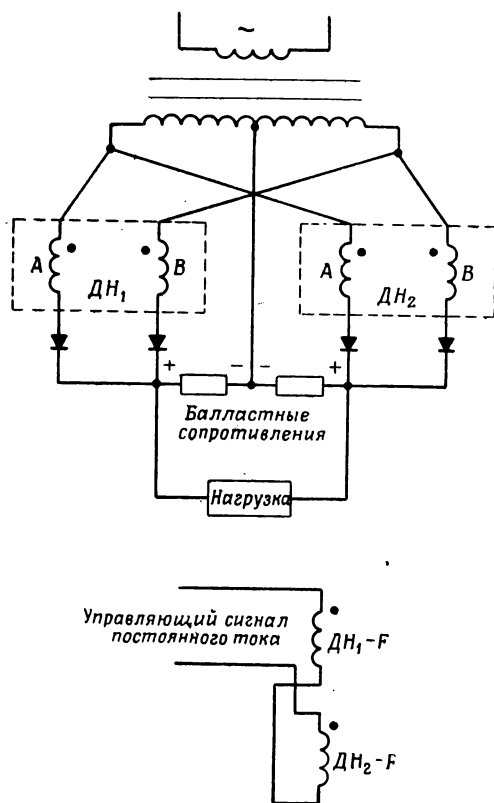 ~
A
B
ДН₁
A
B
ДН₂
+
−
−
+
Балластные
сопротивления
Нагрузка
Управляющий сигнал
постоянного тока
ДН₁-F
ДН₂-F